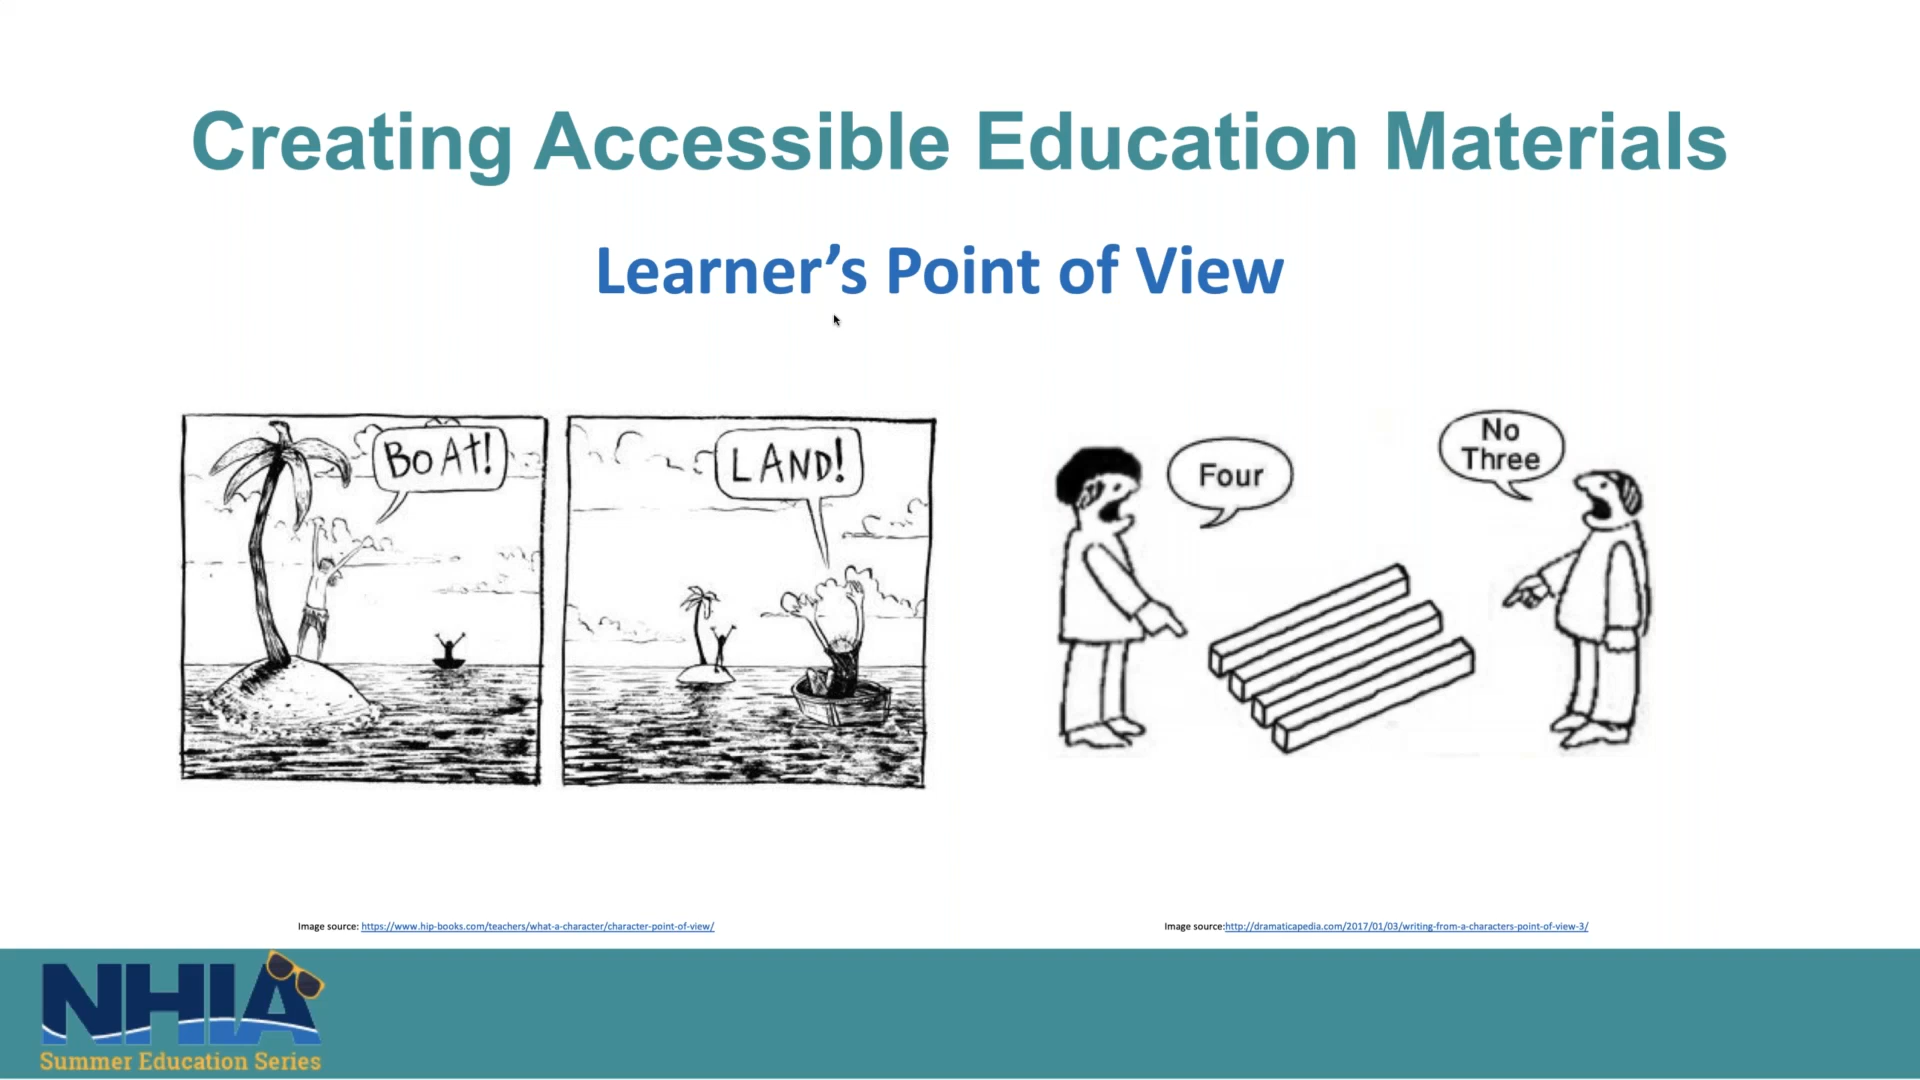 Creating Accessible Education Materials
Learner’s Point of View
BOAt!
LAND!
Four
No
Three
Image source: https://www.hip-books.com/teachers/what-a-character/character-point-of-view/
Image source:http://dramaticapedia.com/2017/01/03/writing-from-a-characters-point-of-view-3/
NHIA
Summer Education Series